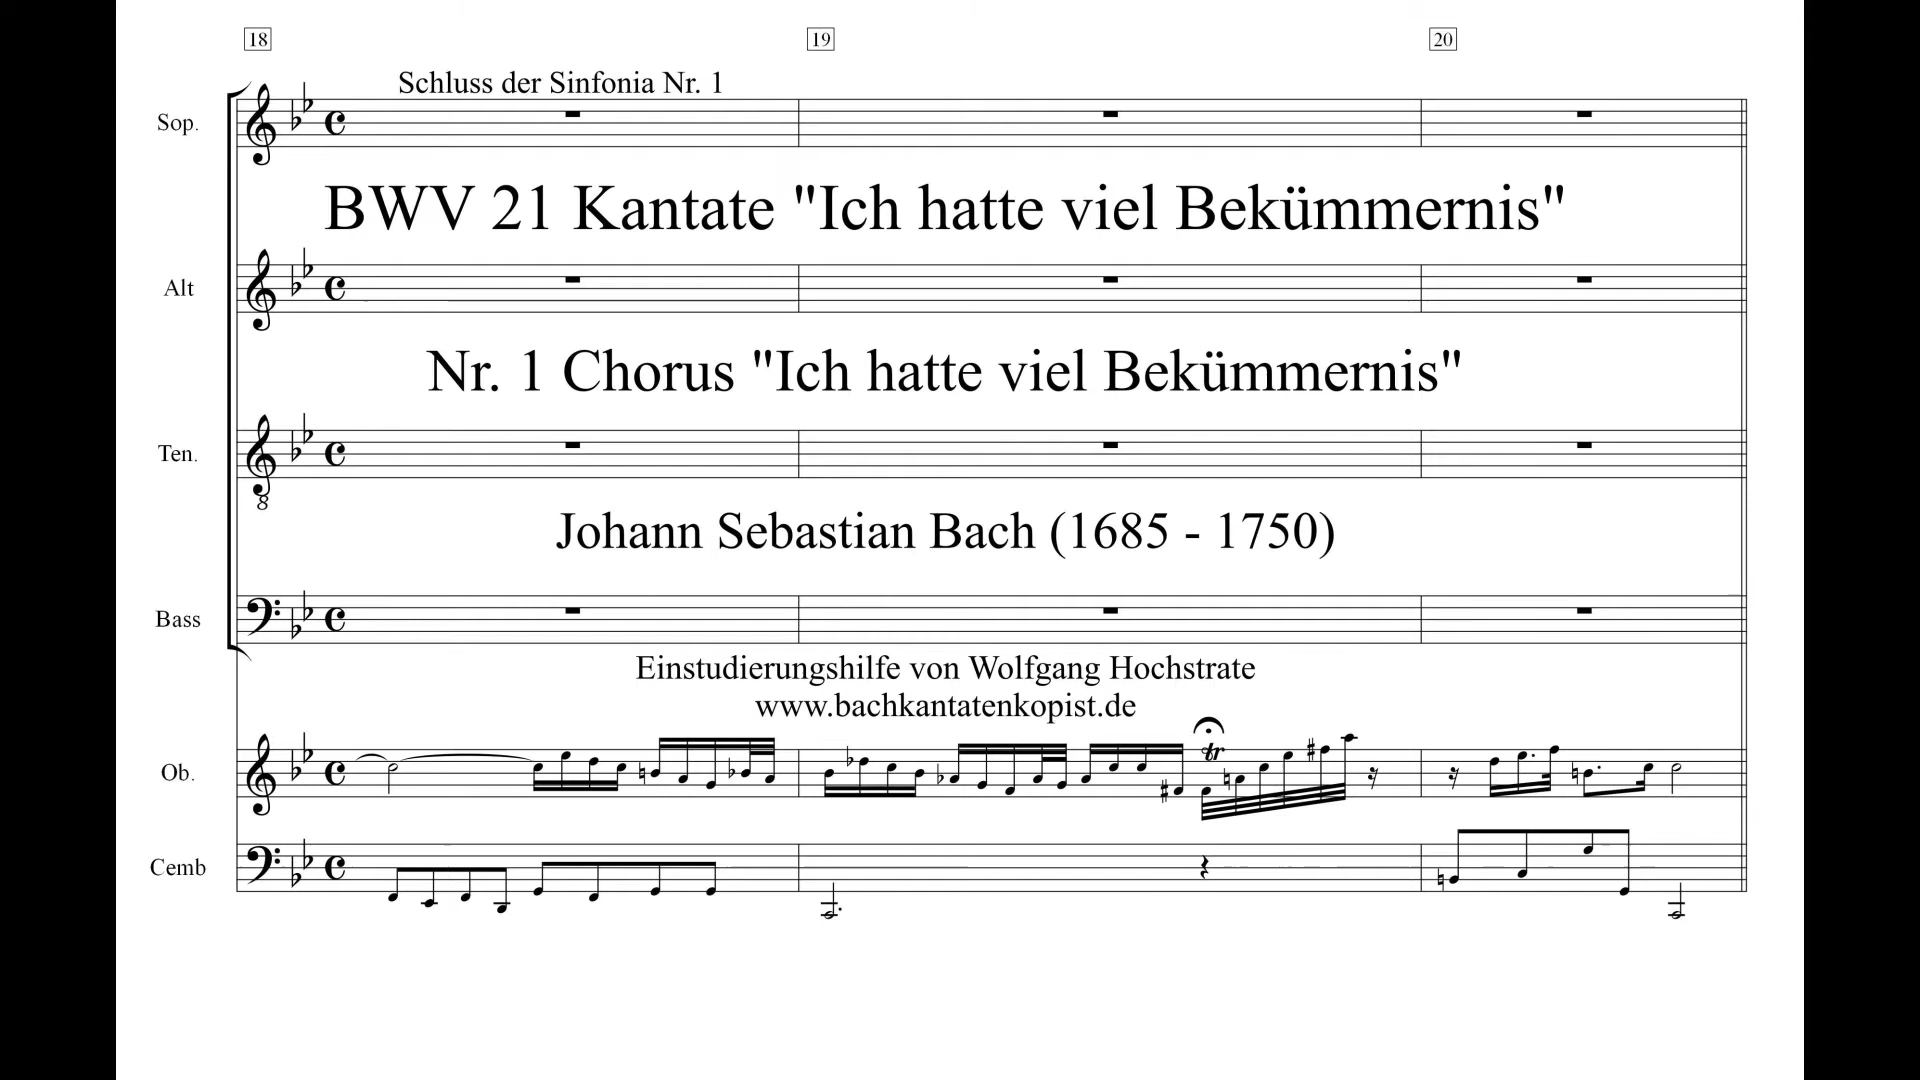 18 19 20
Schluss der Sinfonia Nr. 1
Sop.
BWV 21 Kantate "Ich hatte viel Bekümmernis"
Alt
Nr. 1 Chorus "Ich hatte viel Bekümmernis"
Ten.
8
Johann Sebastian Bach (1685 - 1750)
Bass
Einstudierungshilfe von Wolfgang Hochstrate
www.bachkantatenkopist.de
tr
Ob.
Cemb